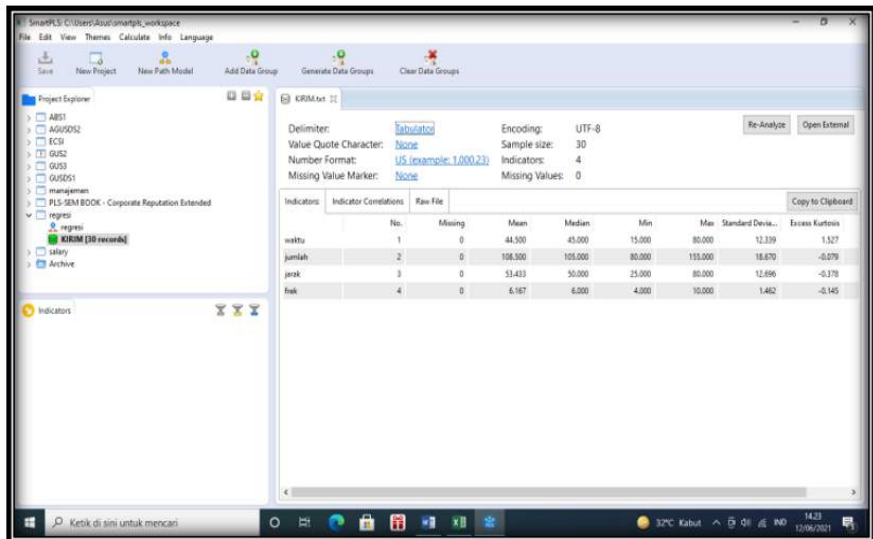 SmartPLS: C:\Users\Asus\smartpls_workspace
File Edit View Themes Calculate Info Language
Save New Project New Path Model Add Data Group Generate Data Groups Clear Data Groups
Project Explorer
ABS1
AGUSDS2
ECSI
GUS2
GUS3
GUSDS1
manajemen
PLS-SEM BOOK - Corporate Reputation Extended
regresi
regresi
KIRIM [30 records]
salary
Archive
Indicators
KIRIM.txt
Delimiter: Tabulator Encoding: UTF-8 Re-Analyze Open External
Value Quote Character: None Sample size: 30
Number Format: US (example: 1,000.23) Indicators: 4
Missing Value Marker: None Missing Values: 0
Indicators: Indicator Correlations Raw File Copy to Clipboard
No. Missing Mean Median Min Max Standard Devia... Excess Kurtosis
waktu 1 0 44.500 45.000 15.000 80.000 12.339 1.527
jumlah 2 0 108.500 105.000 80.000 155.000 18.670 -0.079
jarak 3 0 53.433 50.000 25.000 80.000 12.696 -0.378
frek 4 0 6.167 6.000 4.000 10.000 1.462 -0.145
Ketik di sini untuk mencari
32°C Kabut IND
14.23
12/06/2021